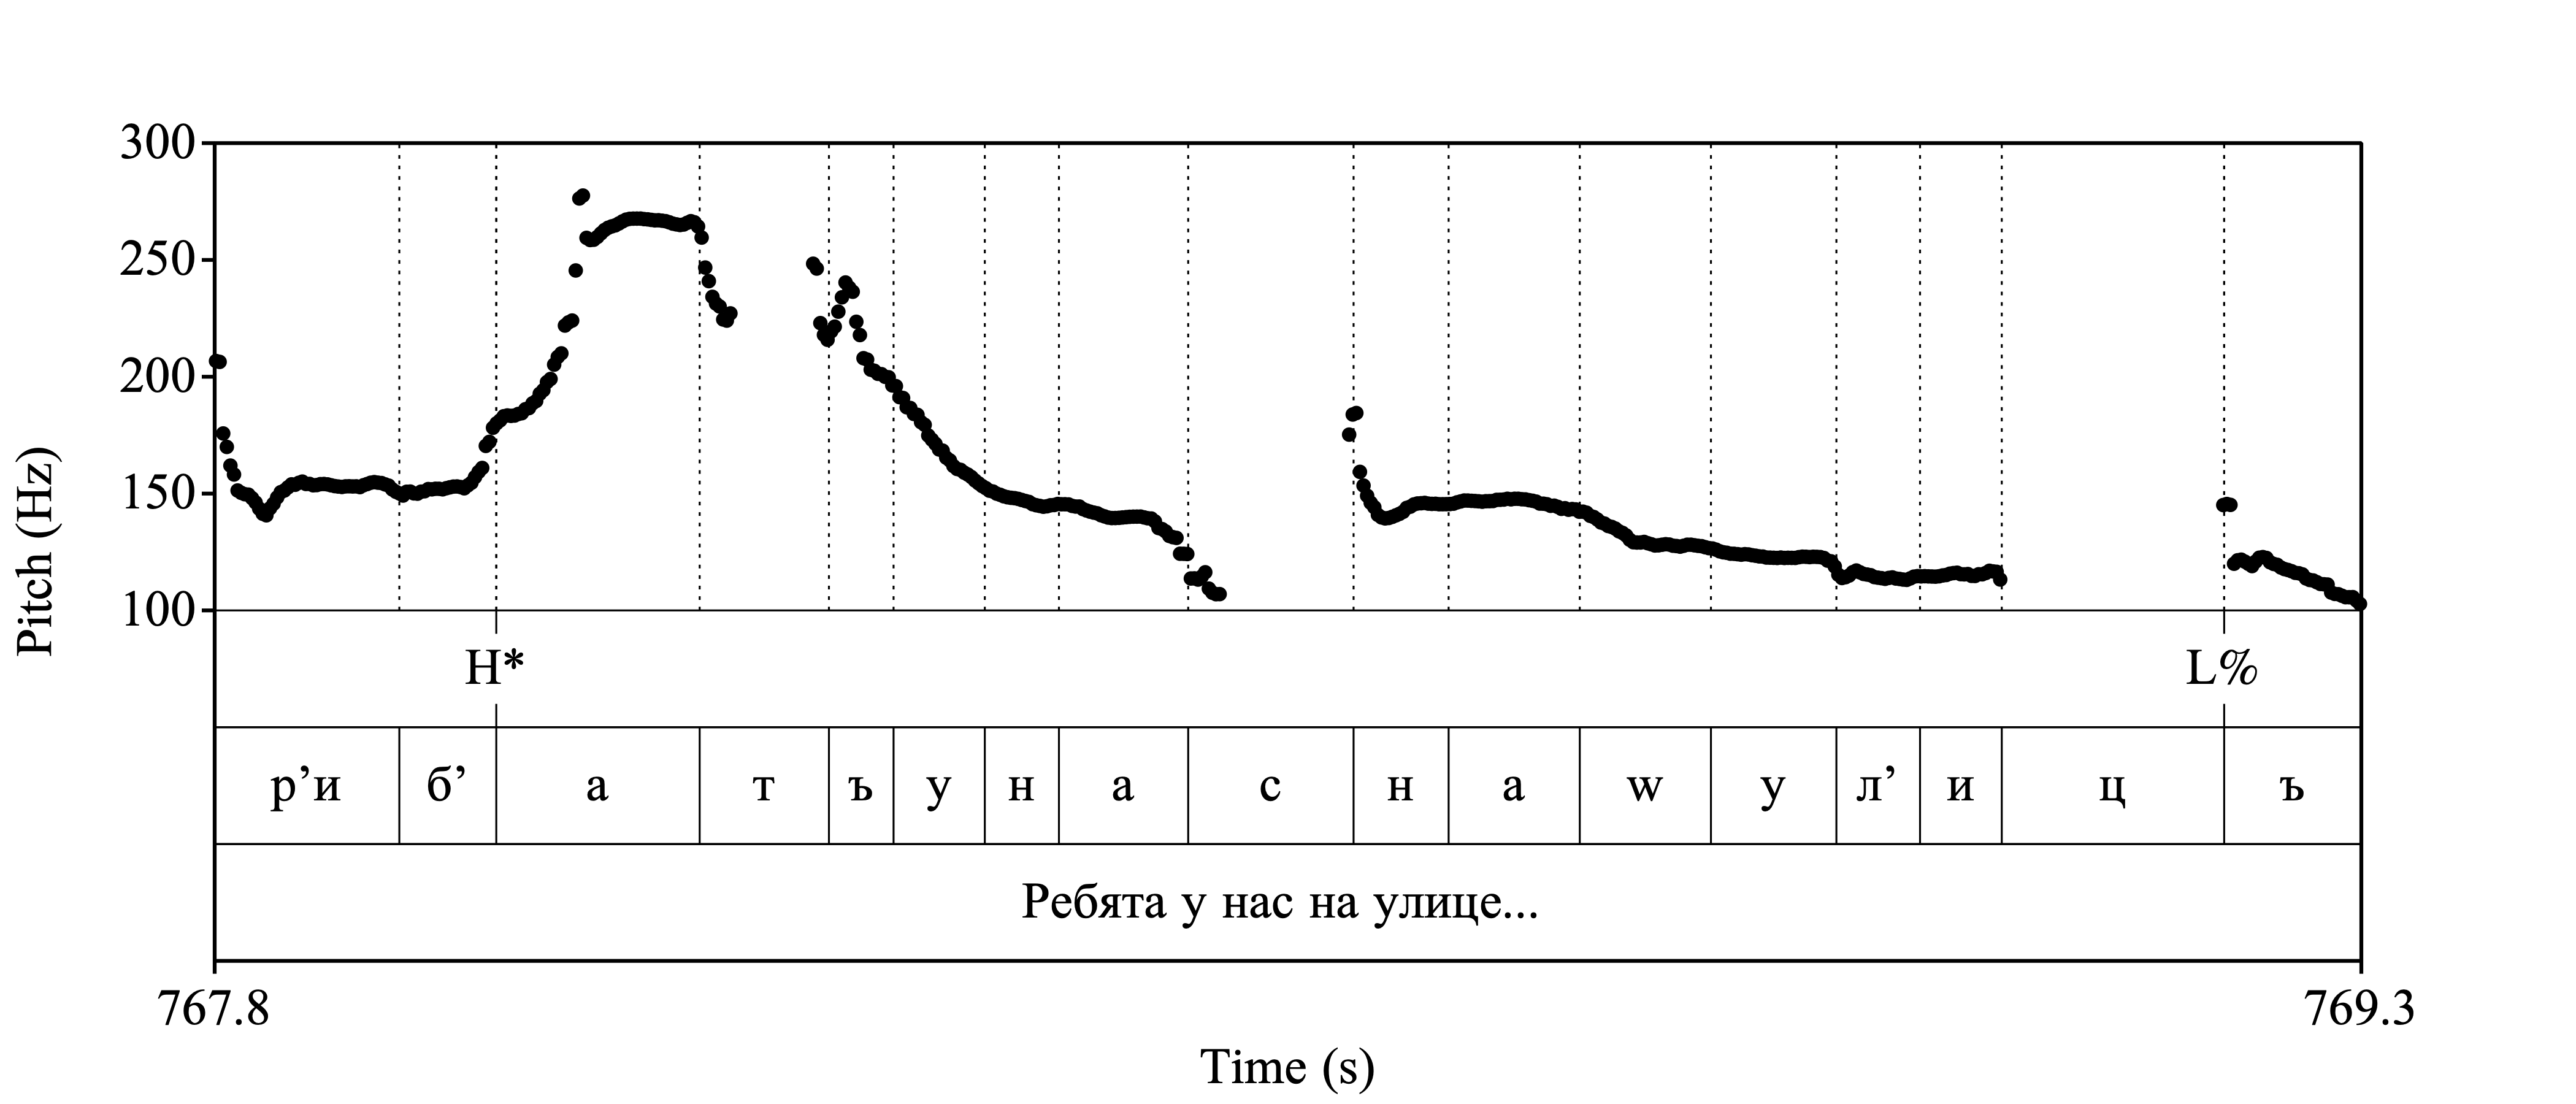 300
250
200
150
100
Pitch (Hz)
H* L%
р’и б’ а т ъ у н а с н а w у л’ и ц ъ
Ребята у нас на улице...
767.8 769.3
Time (s)